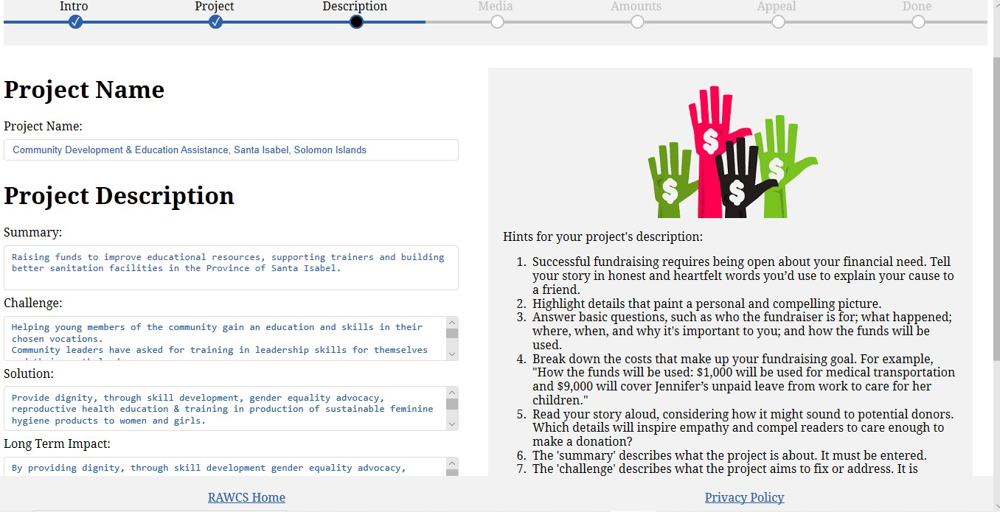 Intro
Project
Description
Media
Amounts
Appeal
Done
Project Name
Project Name:
Community Development & Education Assistance, Santa Isabel, Solomon Islands
Project Description
Summary:
Raising funds to improve educational resources, supporting trainers and building
better sanitation facilities in the Province of Santa Isabel.
Challenge:
Helping young members of the community gain an education and skills in their
chosen vocations.
Community leaders have asked for training in leadership skills for themselves
Solution:
Provide dignity, through skill development, gender equality advocacy,
reproductive health education & training in production of sustainable feminine
hygiene products to women and girls.
Long Term Impact:
By providing dignity, through skill development gender equality advocacy,
$
$
$
$
Hints for your project's description:
1. Successful fundraising requires being open about your financial need. Tell
your story in honest and heartfelt words you’d use to explain your cause to
a friend.
2. Highlight details that paint a personal and compelling picture.
3. Answer basic questions, such as who the fundraiser is for; what happened;
where, when, and why it's important to you; and how the funds will be
used.
4. Break down the costs that make up your fundraising goal. For example,
"How the funds will be used: $1,000 will be used for medical transportation
and $9,000 will cover Jennifer’s unpaid leave from work to care for her
children."
5. Read your story aloud, considering how it might sound to potential donors.
Which details will inspire empathy and compel readers to care enough to
make a donation?
6. The 'summary' describes what the project is about. It must be entered.
7. The 'challenge' describes what the project aims to fix or address. It is
RAWCS Home
Privacy Policy